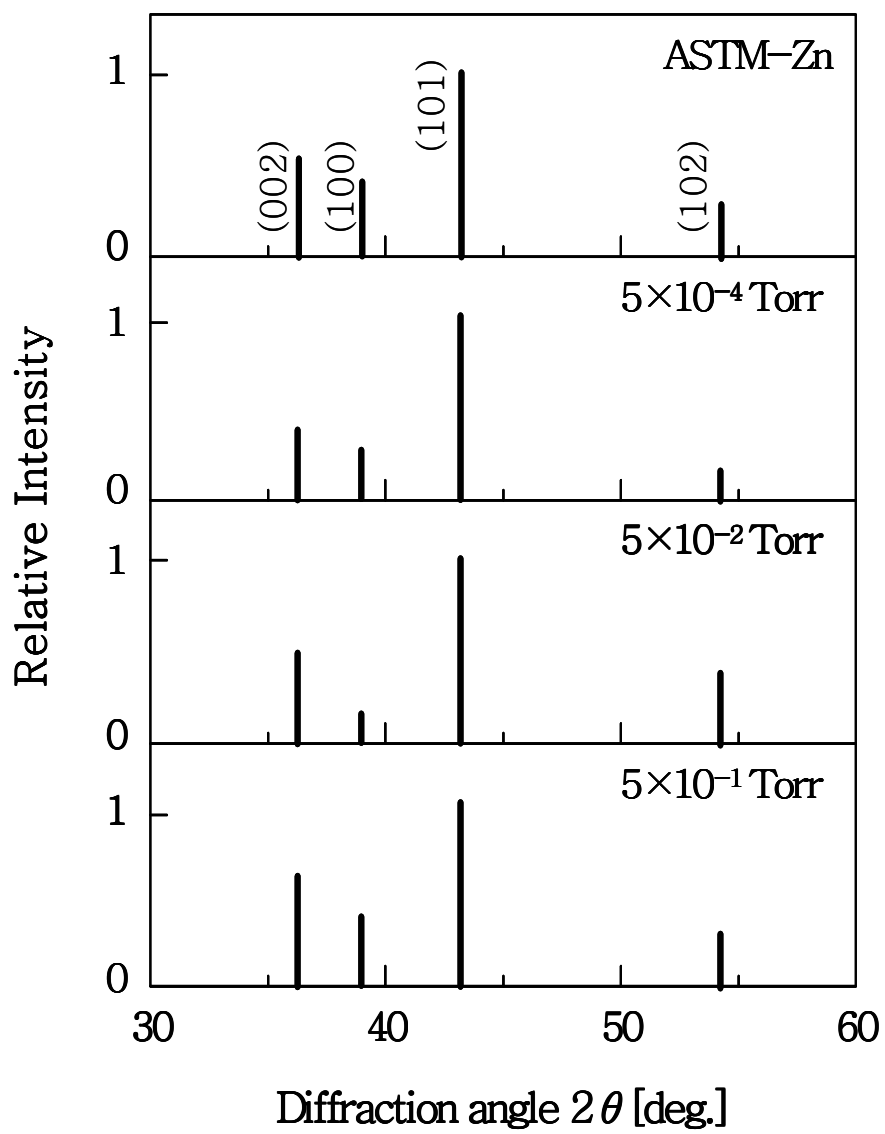 ASTM-Zn
1
(002)
(100)
(101)
(102)
0
5×10⁻⁴ Torr
1
0
5×10⁻² Torr
1
0
5×10⁻¹ Torr
1
0
30 40 50 60
Relative Intensity
Diffraction angle 2θ [deg.]